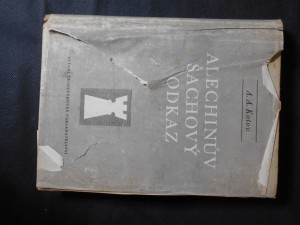 A. A. Kotov
ALECHINŮV
ŠACHOVÝ
ODKAZ